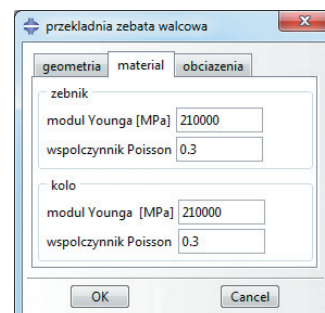 przekladnia zebata walcowa
geometria material obciazenia
zebnik
modul Younga [MPa] 210000
wspolczynnik Poisson 0.3
kolo
modul Younga [MPa] 210000
wspolczynnik Poisson 0.3
OK Cancel